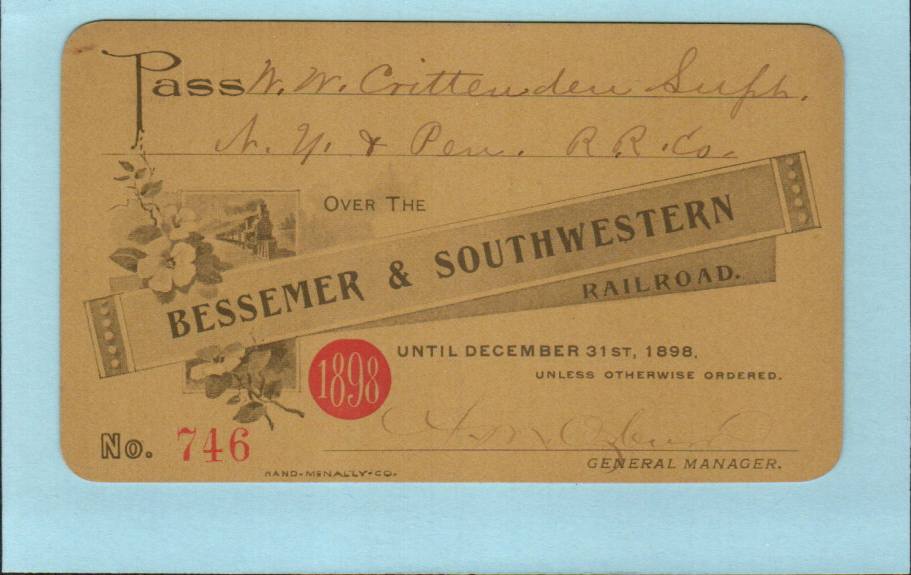 Pass W. W. Crittenden Supt.
N. Y. & Pen. R. R. Co.
OVER THE
BESSEMER & SOUTHWESTERN
RAILROAD.
1898
UNTIL DECEMBER 31ST, 1898,
UNLESS OTHERWISE ORDERED.
No. 746
GENERAL MANAGER.
RAND-MCNALLY-CO.